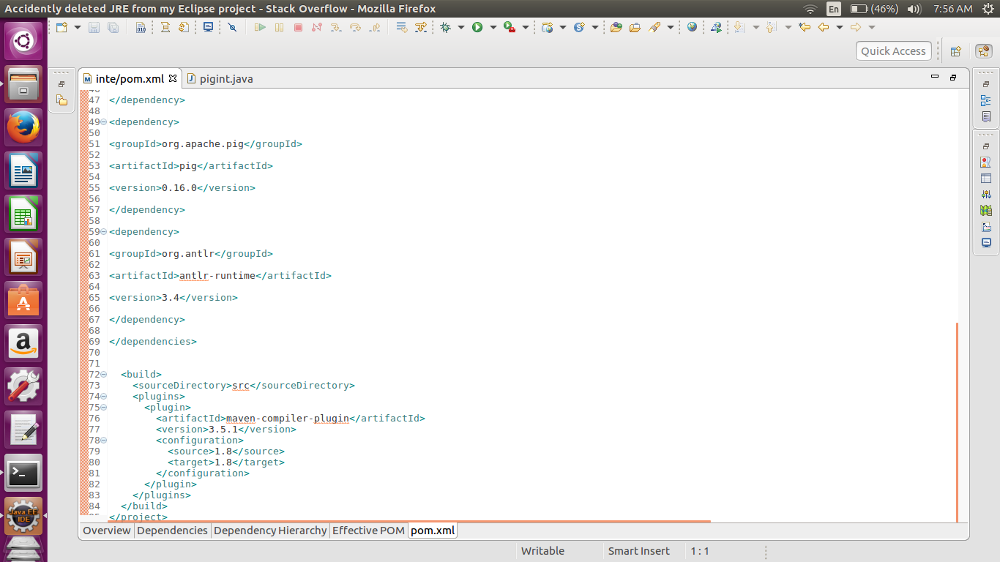 Accidently deleted JRE from my Eclipse project - Stack Overflow - Mozilla Firefox
En
(46%)
7:56 AM
010
Quick Access
inte/pom.xml
pigint.java
47 </dependency>
48
49 <dependency>
50
51 <groupId>org.apache.pig</groupId>
52
53 <artifactId>pig</artifactId>
54
55 <version>0.16.0</version>
56
57 </dependency>
58
59 <dependency>
60
61 <groupId>org.antlr</groupId>
62
63 <artifactId>antlr-runtime</artifactId>
64
65 <version>3.4</version>
66
67 </dependency>
68
69 </dependencies>
70
71
72 <build>
73 <sourceDirectory>src</sourceDirectory>
74 <plugins>
75 <plugin>
76 <artifactId>maven-compiler-plugin</artifactId>
77 <version>3.5.1</version>
78 <configuration>
79 <source>1.8</source>
80 <target>1.8</target>
81 </configuration>
82 </plugin>
83 </plugins>
84 </build>
</project>
Java EE
IDE
Overview
Dependencies
Dependency Hierarchy
Effective POM
pom.xml
Writable
Smart Insert
1 : 1